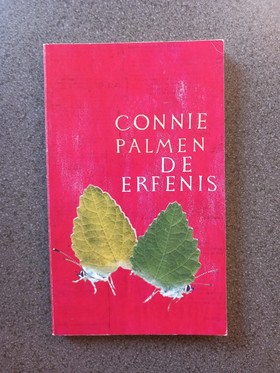 CONNIE
PALMEN
DE
ERFENIS